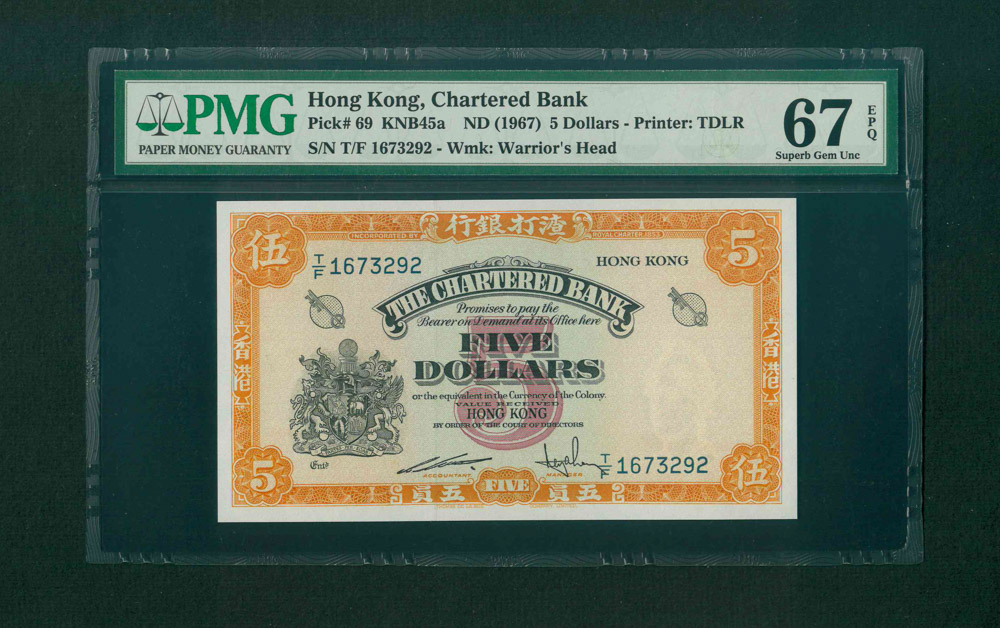 PMG
PAPER MONEY GUARANTY
Hong Kong, Chartered Bank
Pick# 69 KNB45a ND (1967) 5 Dollars - Printer: TDLR
S/N T/F 1673292 - Wmk: Warrior's Head
67
EPQ
Superb Gem Unc
行銀打渣
1
1
INCORPORATED BY
ROYAL CHARTER 1853
伍
5
T/F 1673292
HONG KONG
THE CHARTERED BANK
Promises to pay the
Bearer on Demand at its Office here
5
FIVE
DOLLARS
or the equivalent in the Currency of the Colony.
VALUE RECEIVED
HONG KONG
BY ORDER OF THE COURT OF DIRECTORS
香港
香港
Entd
ACCOUNTANT
MANAGER
T/F 1673292
5
伍
員五
FIVE
員五